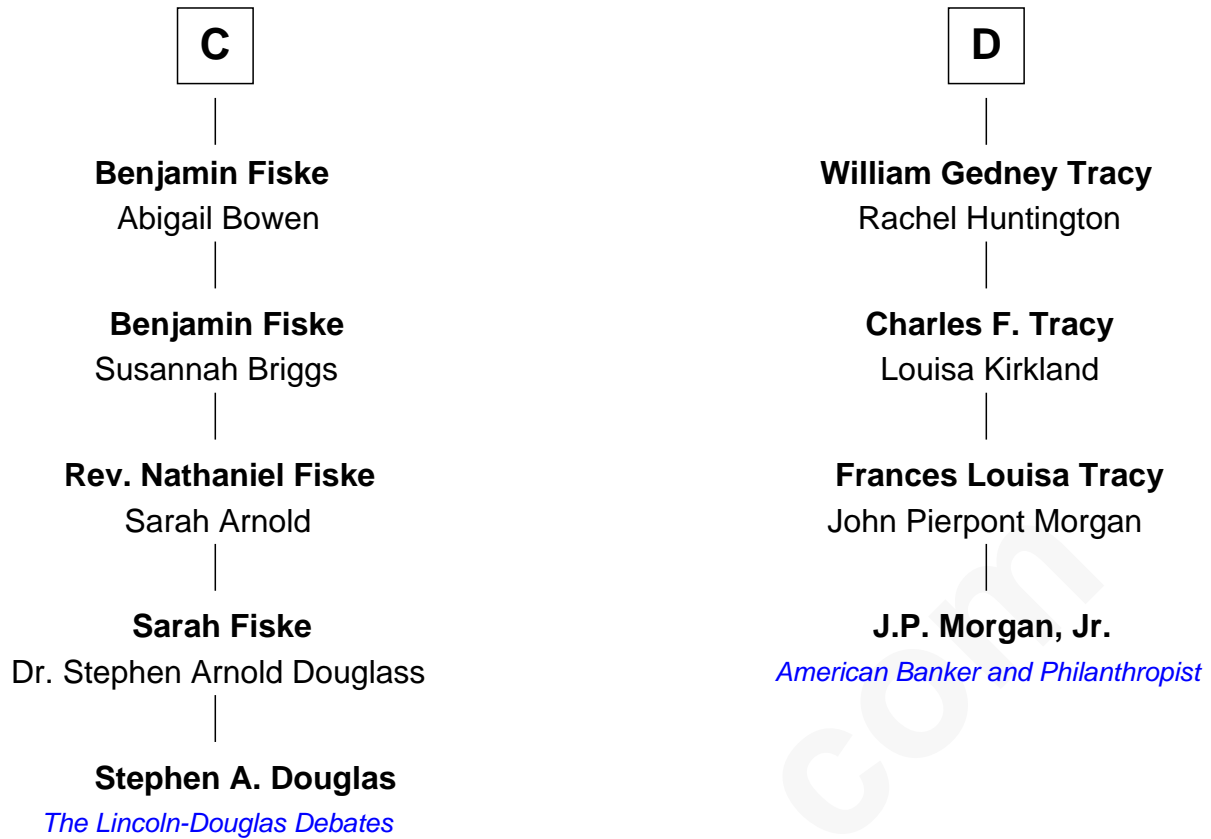 C
Benjamin Fiske
Abigail Bowen
Benjamin Fiske
Susannah Briggs
Rev. Nathaniel Fiske
Sarah Arnold
Sarah Fiske
Dr. Stephen Arnold Douglass
Stephen A. Douglas
The Lincoln-Douglas Debates
D
William Gedney Tracy
Rachel Huntington
Charles F. Tracy
Louisa Kirkland
Frances Louisa Tracy
John Pierpont Morgan
J.P. Morgan, Jr.
American Banker and Philanthropist
com